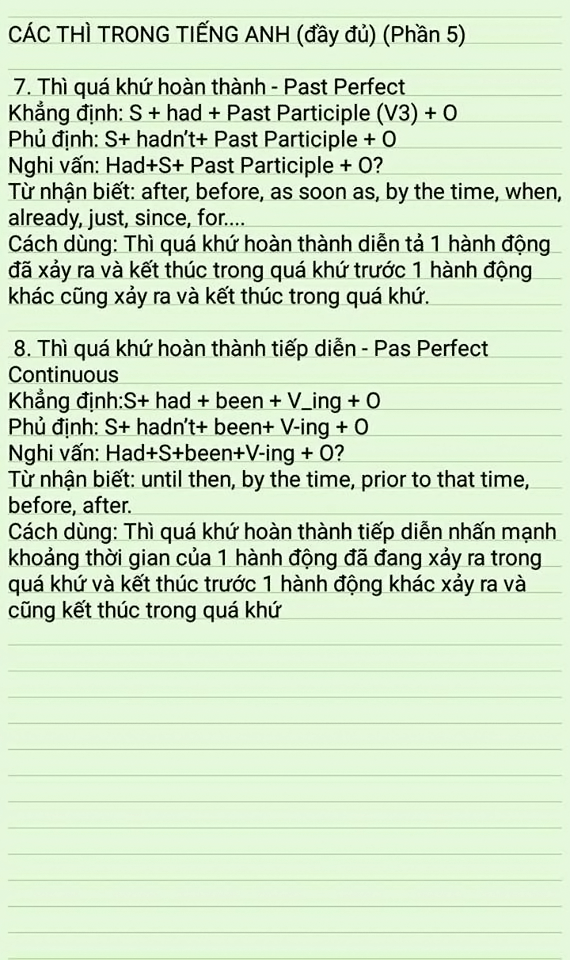 CÁC THÌ TRONG TIẾNG ANH (đầy đủ) (Phần 5)
7. Thì quá khứ hoàn thành - Past Perfect
Khẳng định: S + had + Past Participle (V3) + O
Phủ định: S+ hadn’t+ Past Participle + O
Nghi vấn: Had+S+ Past Participle + O?
Từ nhận biết: after, before, as soon as, by the time, when,
already, just, since, for....
Cách dùng: Thì quá khứ hoàn thành diễn tả 1 hành động
đã xảy ra và kết thúc trong quá khứ trước 1 hành động
khác cũng xảy ra và kết thúc trong quá khứ.
8. Thì quá khứ hoàn thành tiếp diễn - Pas Perfect
Continuous
Khẳng định:S+ had + been + V_ing + O
Phủ định: S+ hadn’t+ been+ V-ing + O
Nghi vấn: Had+S+been+V-ing + O?
Từ nhận biết: until then, by the time, prior to that time,
before, after.
Cách dùng: Thì quá khứ hoàn thành tiếp diễn nhấn mạnh
khoảng thời gian của 1 hành động đã đang xảy ra trong
quá khứ và kết thúc trước 1 hành động khác xảy ra và
cũng kết thúc trong quá khứ